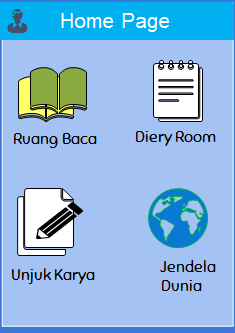 Home Page
Ruang Baca
Diery Room
Unjuk Karya
Jendela
Dunia